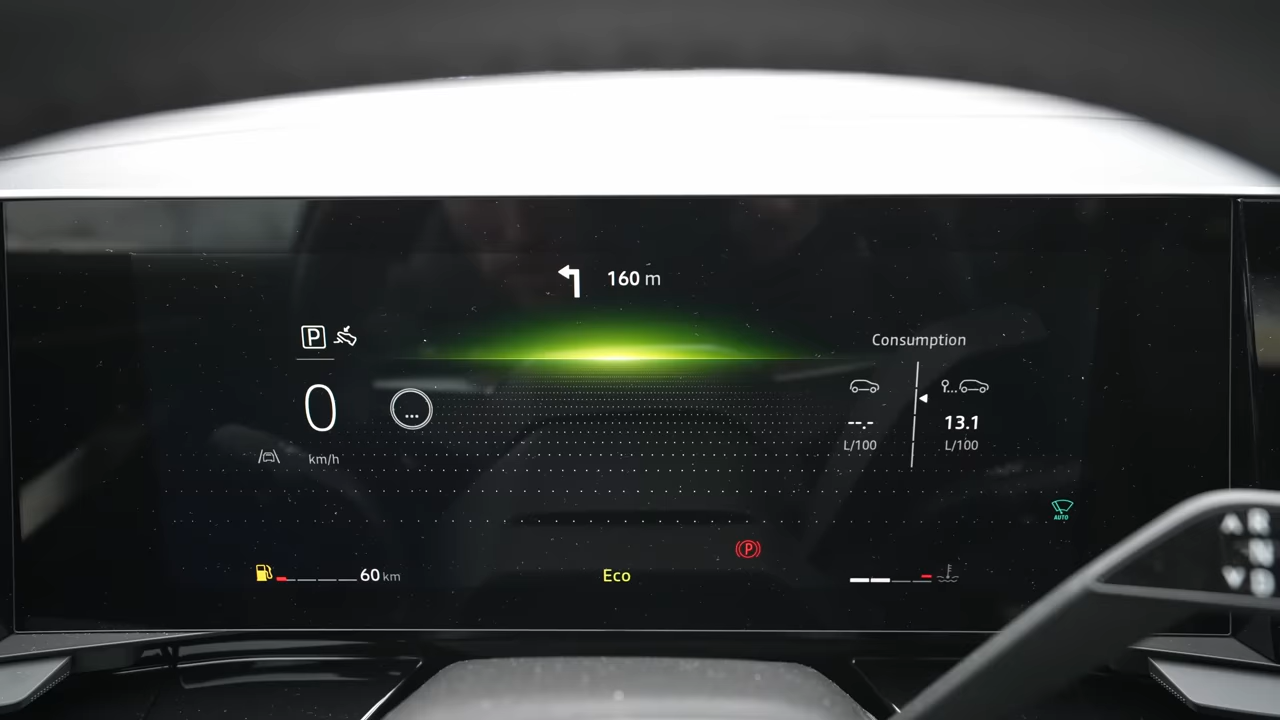 160 m
P
Consumption
0
...
--.-
13.1
L/100
L/100
km/h
AUTO
P
60 km
Eco
R
N